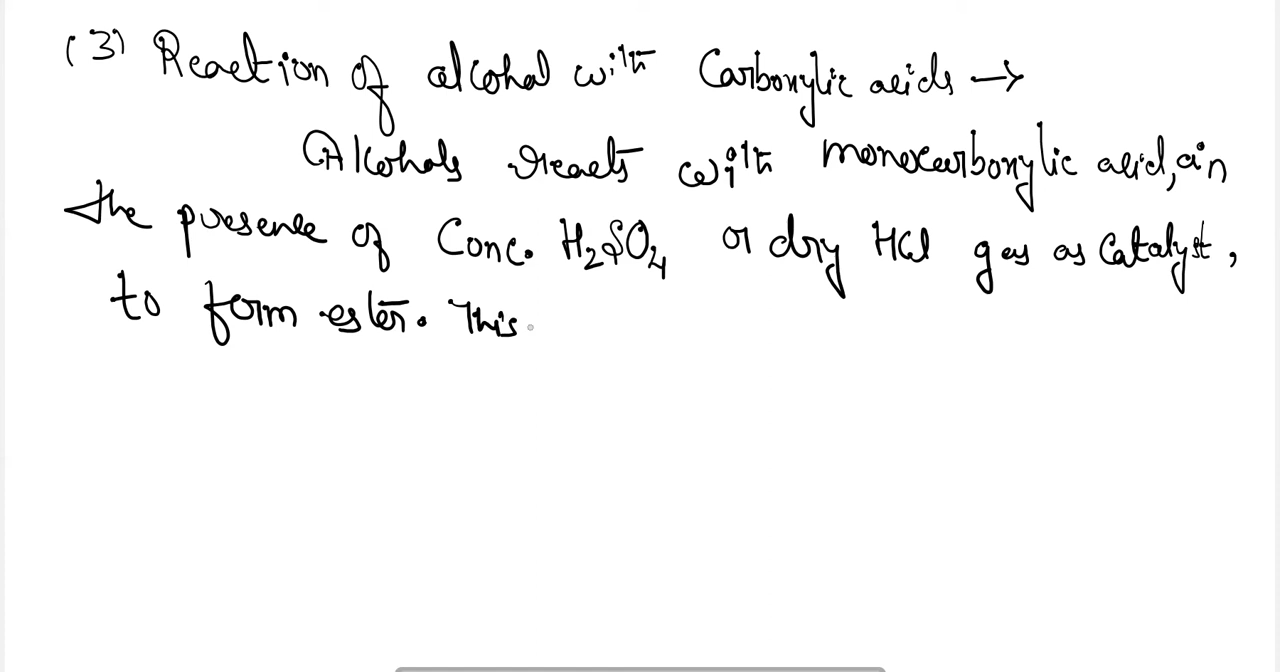 (3) Reaction of alcohol with Carboxylic acids →
Alcohols reacts with monocarboxylic acid, in
the presence of Conc. H₂SO₄ or dry HCl gas as Catalyst,
to form ester. This